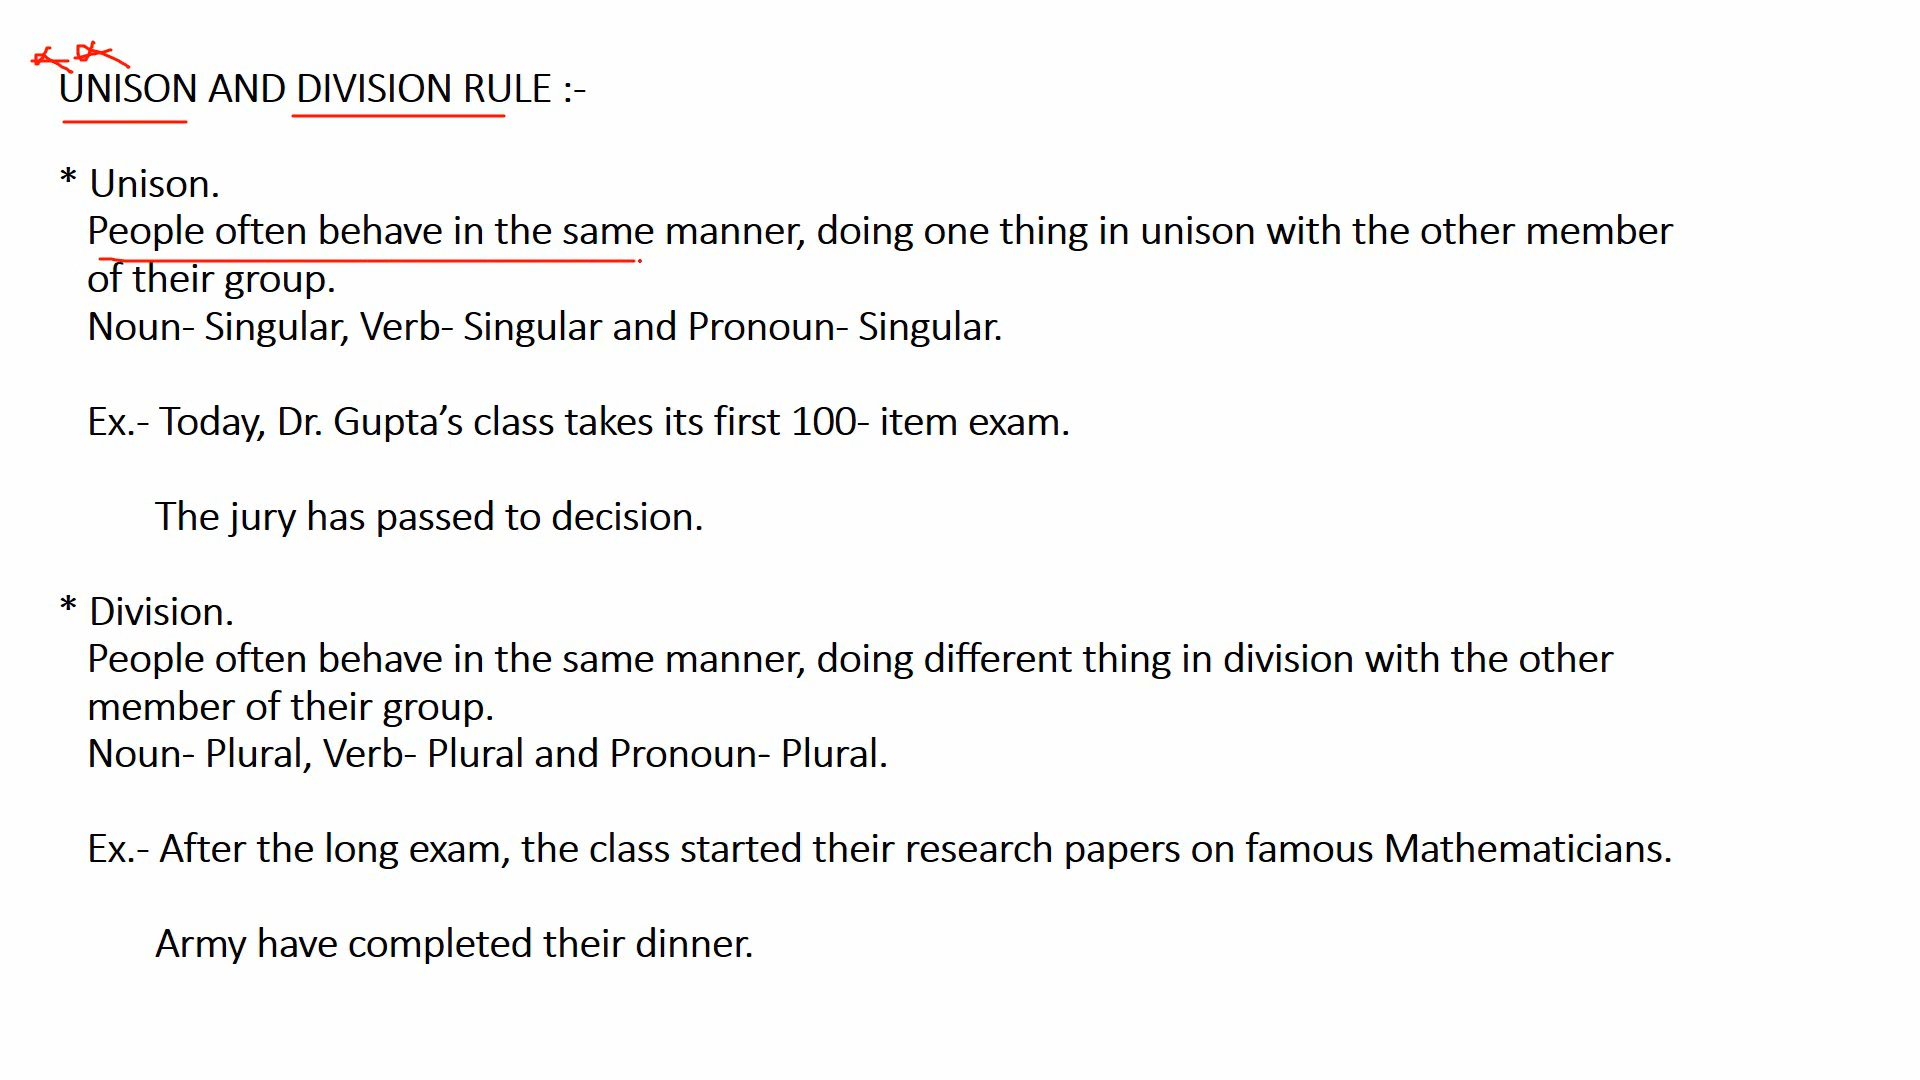 UNISON AND DIVISION RULE :-
* Unison.
People often behave in the same manner, doing one thing in unison with the other member
of their group.
Noun- Singular, Verb- Singular and Pronoun- Singular.
Ex.- Today, Dr. Gupta’s class takes its first 100- item exam.
The jury has passed to decision.
* Division.
People often behave in the same manner, doing different thing in division with the other
member of their group.
Noun- Plural, Verb- Plural and Pronoun- Plural.
Ex.- After the long exam, the class started their research papers on famous Mathematicians.
Army have completed their dinner.